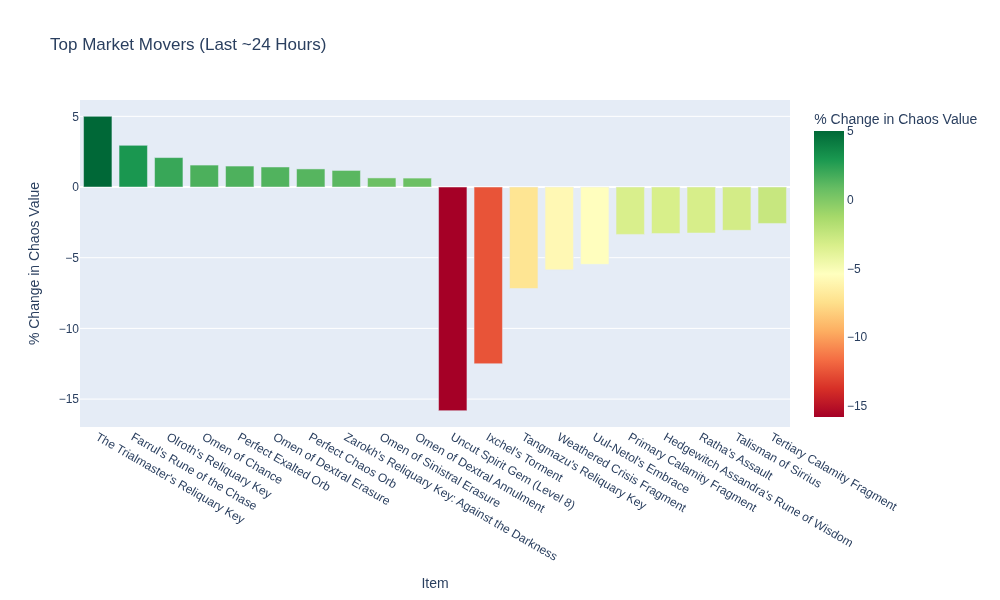 Top Market Movers (Last ~24 Hours)
% Change in Chaos Value
5
0
−5
−10
−15
The Trialmaster's Reliquary Key
Farrul's Rune of the Chase
Olroth's Reliquary Key
Omen of Chance
Perfect Exalted Orb
Omen of Dextral Erasure
Perfect Chaos Orb
Zarokh's Reliquary Key: Against the Darkness
Omen of Sinistral Erasure
Omen of Dextral Annulment
Uncut Spirit Gem (Level 8)
Ixchel's Torment
Tangmazu's Reliquary Key
Weathered Crisis Fragment
Uul-Netol's Embrace
Primary Calamity Fragment
Hedgewitch Assandra's Rune of Wisdom
Ratha's Assault
Talisman of Sirrius
Tertiary Calamity Fragment
Item
% Change in Chaos Value
5
0
−5
−10
−15